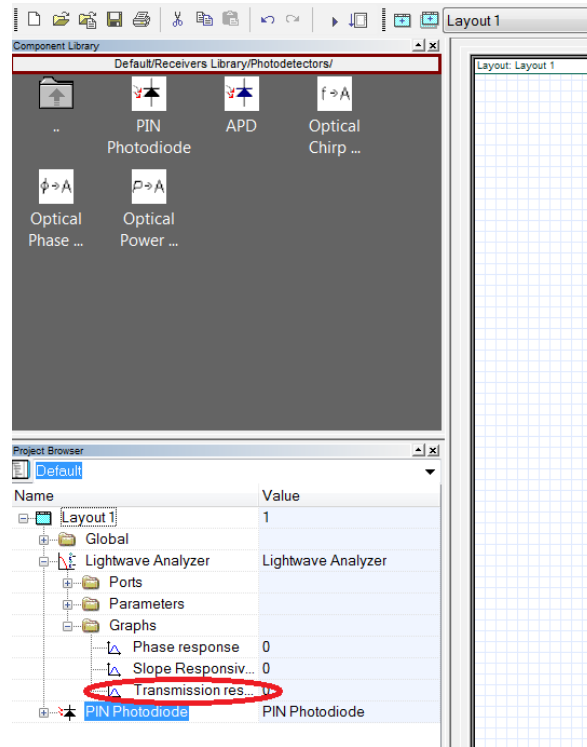 Layout 1
Component Library
Default/Receivers Library/Photodetectors/
.. PIN Photodiode APD Optical Chirp ...
f→A
ϕ→A
P→A
Optical Phase ... Optical Power ...
Layout: Layout 1
Project Browser
Default
Name Value
Layout 1 1
Global
Lightwave Analyzer Lightwave Analyzer
Ports
Parameters
Graphs
Phase response 0
Slope Responsiv... 0
Transmission res... 0
PIN Photodiode PIN Photodiode